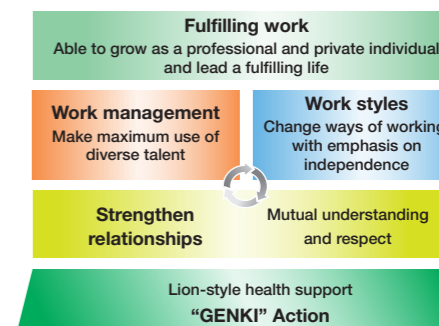 Fulfilling work
Able to grow as a professional and private individual
and lead a fulfilling life
Work management
Make maximum use of
diverse talent
Work styles
Change ways of working
with emphasis on
independence
Strengthen
relationships
Mutual understanding
and respect
Lion-style health support
“GENKI” Action